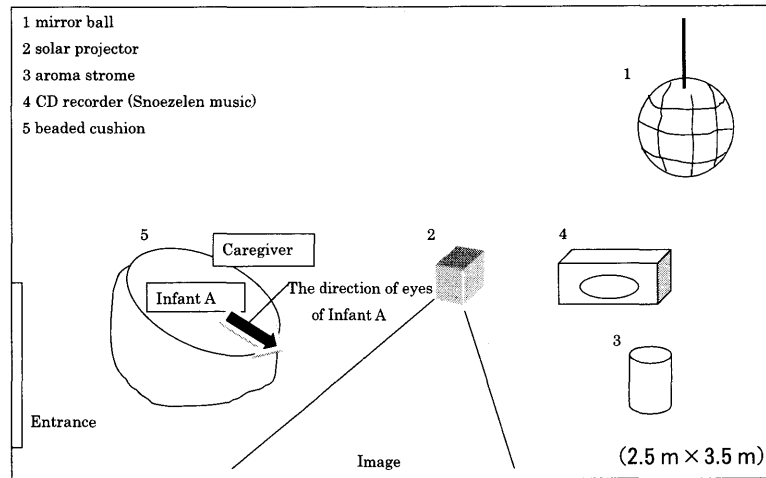 1 mirror ball
2 solar projector
3 aroma strome
4 CD recorder (Snoezelen music)
5 beaded cushion
1
5
Caregiver
2
4
Infant A
The direction of eyes
of Infant A
3
Entrance
Image
(2.5 m × 3.5 m)